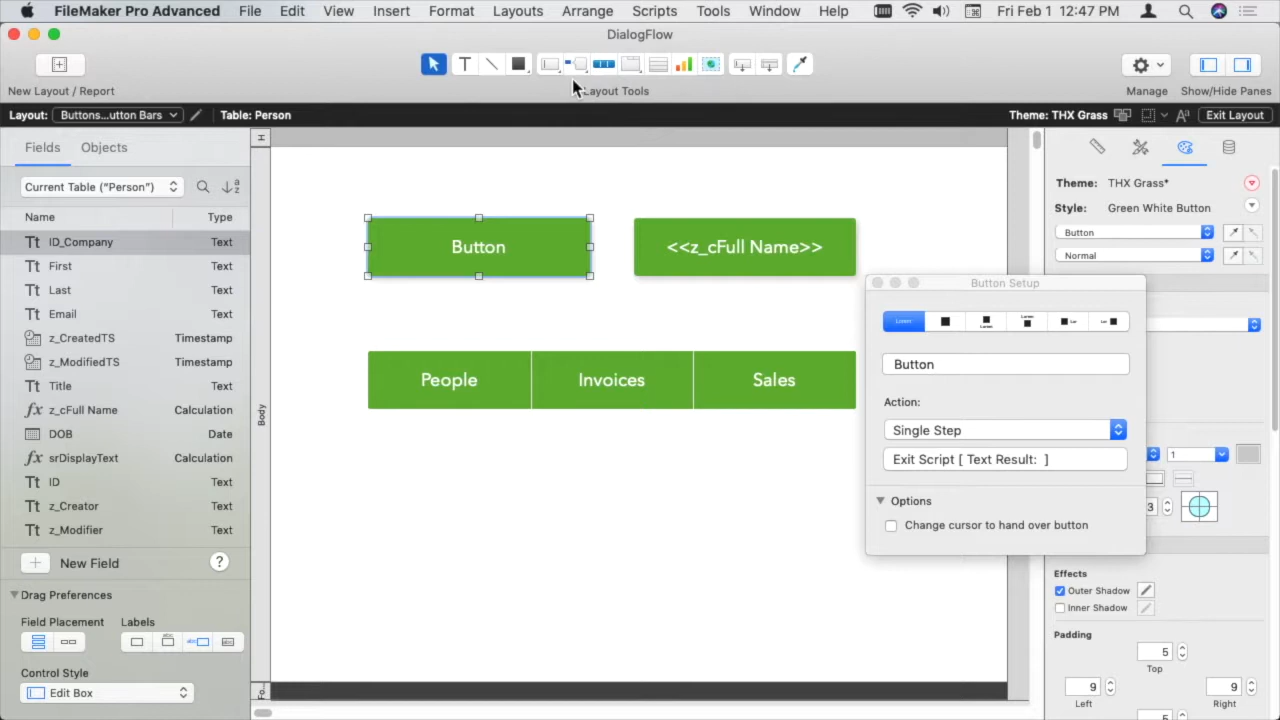 FileMaker Pro Advanced File Edit View Insert Format Layouts Arrange Scripts Tools Window Help Fri Feb 1 12:47 PM
DialogFlow
New Layout / Report
Layout Tools
Manage
Show/Hide Panes
Layout: Buttons...utton Bars Table: Person Theme: THX Grass Exit Layout
Fields Objects
Current Table ("Person")
Name Type
ID_Company Text
First Text
Last Text
Email Text
z_CreatedTS Timestamp
z_ModifiedTS Timestamp
Title Text
z_cFull Name Calculation
DOB Date
srDisplayText Calculation
ID Text
z_Creator Text
z_Modifier Text
New Field ?
Drag Preferences
Field Placement Labels
Control Style
Edit Box
H
Body
Fo...
Button
<<z_cFull Name>>
People Invoices Sales
Button Setup
Button
Action:
Single Step
Exit Script [ Text Result: ]
Options
Change cursor to hand over button
Theme: THX Grass*
Style: Green White Button
Button
Normal
1
3
Effects
Outer Shadow
Inner Shadow
Padding
5
Top
9 9
Left Right
5